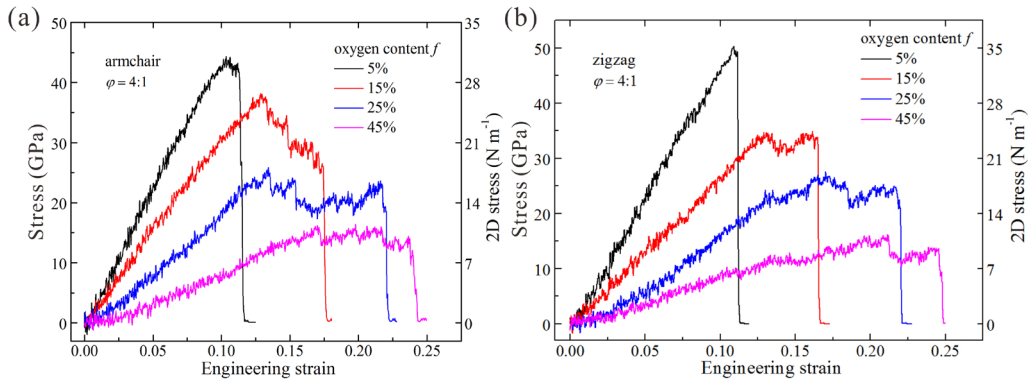 (a)
50
40
30
20
10
0
Stress (GPa)
armchair
φ = 4:1
oxygen content f
5%
15%
25%
45%
35
28
21
14
7
0
2D stress (N m⁻¹)
0.00 0.05 0.10 0.15 0.20 0.25
Engineering strain
(b)
50
40
30
20
10
0
Stress (GPa)
zigzag
φ = 4:1
oxygen content f
5%
15%
25%
45%
35
28
21
14
7
0
2D stress (N m⁻¹)
0.00 0.05 0.10 0.15 0.20 0.25
Engineering strain